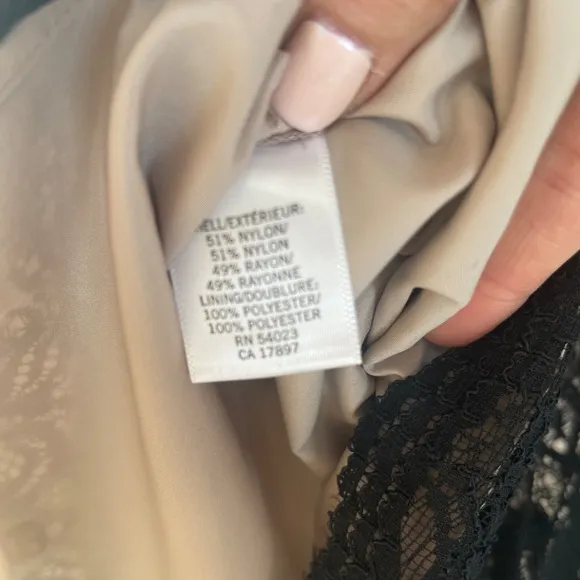 SHELL/EXTÉRIEUR:
51% NYLON/
51% NYLON
49% RAYON/
49% RAYONNE
LINING/DOUBLURE:
100% POLYESTER/
100% POLYESTER
RN 54023
CA 17897